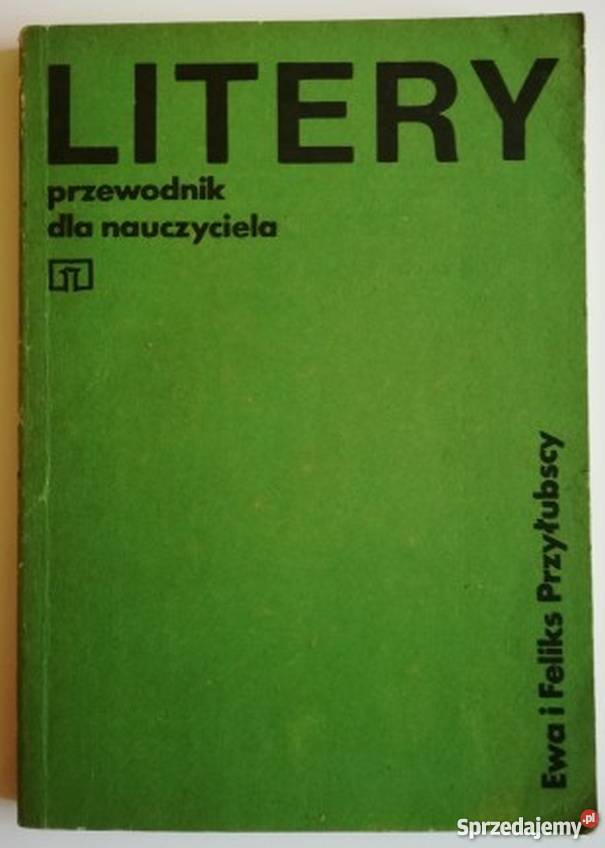 LITERY
przewodnik
dla nauczyciela
Ewa i Feliks Przyłubscy
Sprzedajemy.pl